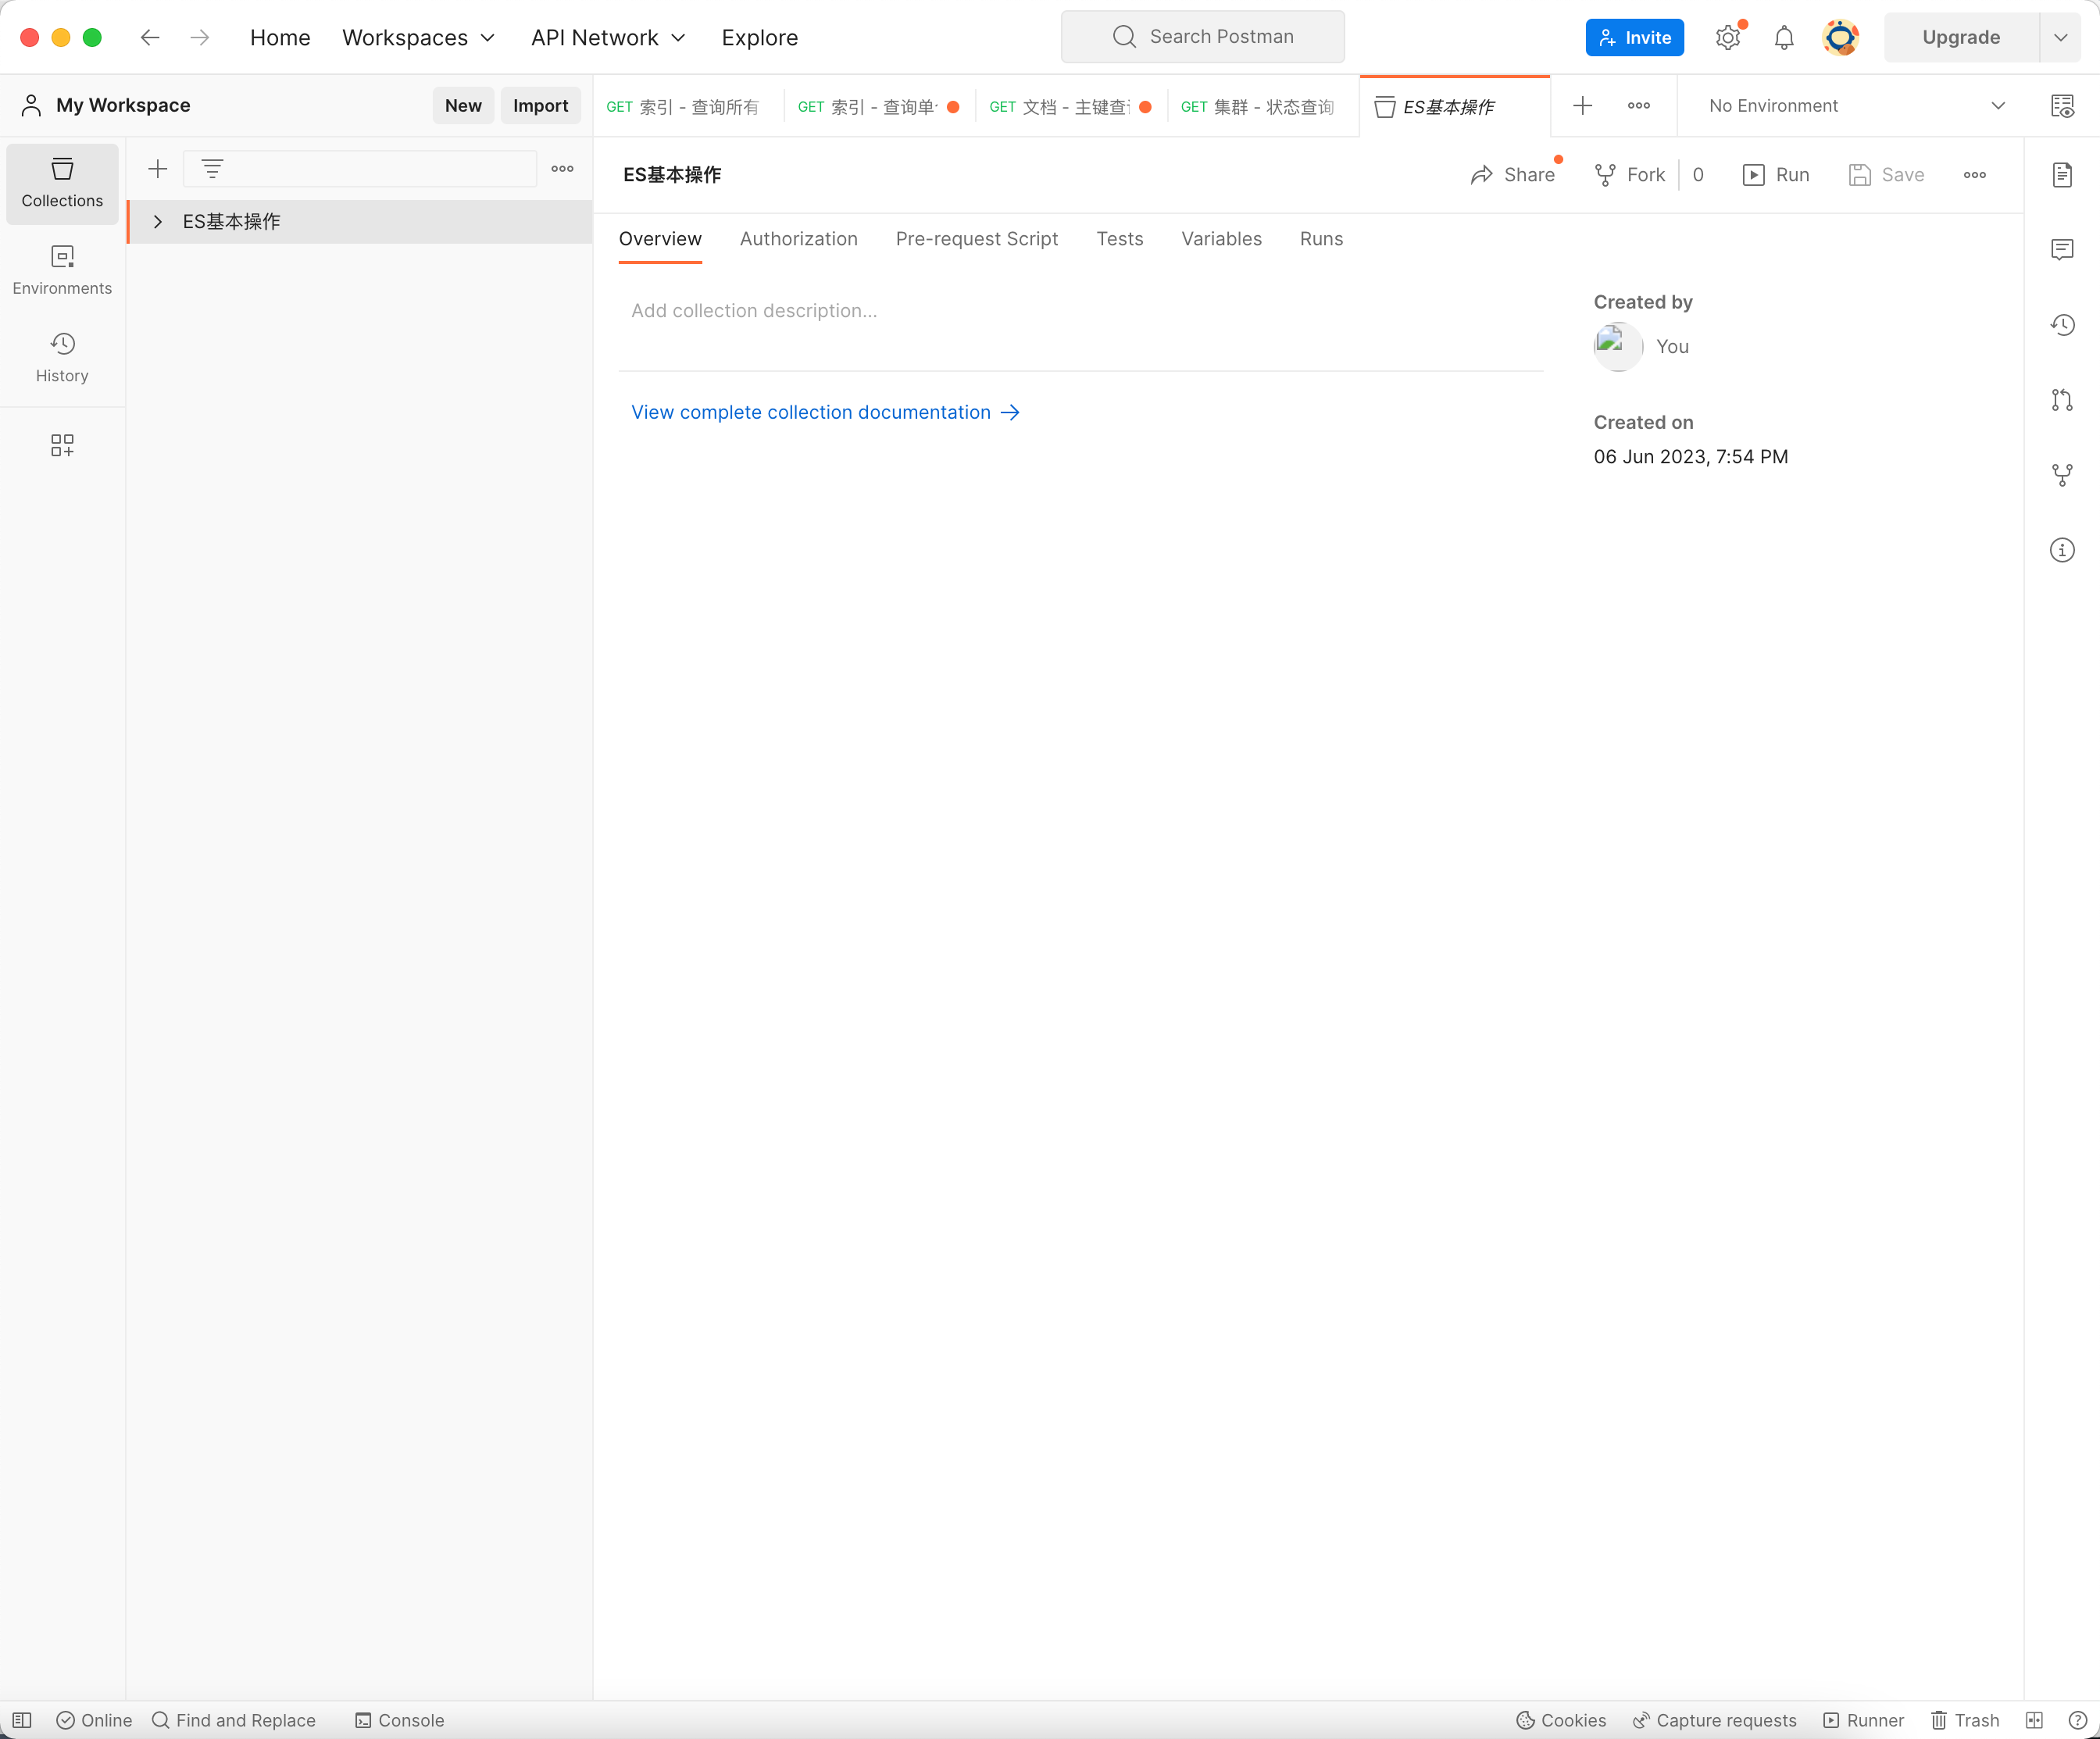 Home Workspaces API Network Explore Search Postman Invite Upgrade
My Workspace New Import GET 索引 - 查询所有 GET 索引 - 查询单 GET 文档 - 主键查 GET 集群 - 状态查询 ES基本操作 No Environment
Collections
Environments
History
ES基本操作
ES基本操作 Share Fork 0 Run Save
Overview Authorization Pre-request Script Tests Variables Runs
Add collection description...
View complete collection documentation →
Created by
You
Created on
06 Jun 2023, 7:54 PM
Online Find and Replace Console Cookies Capture requests Runner Trash